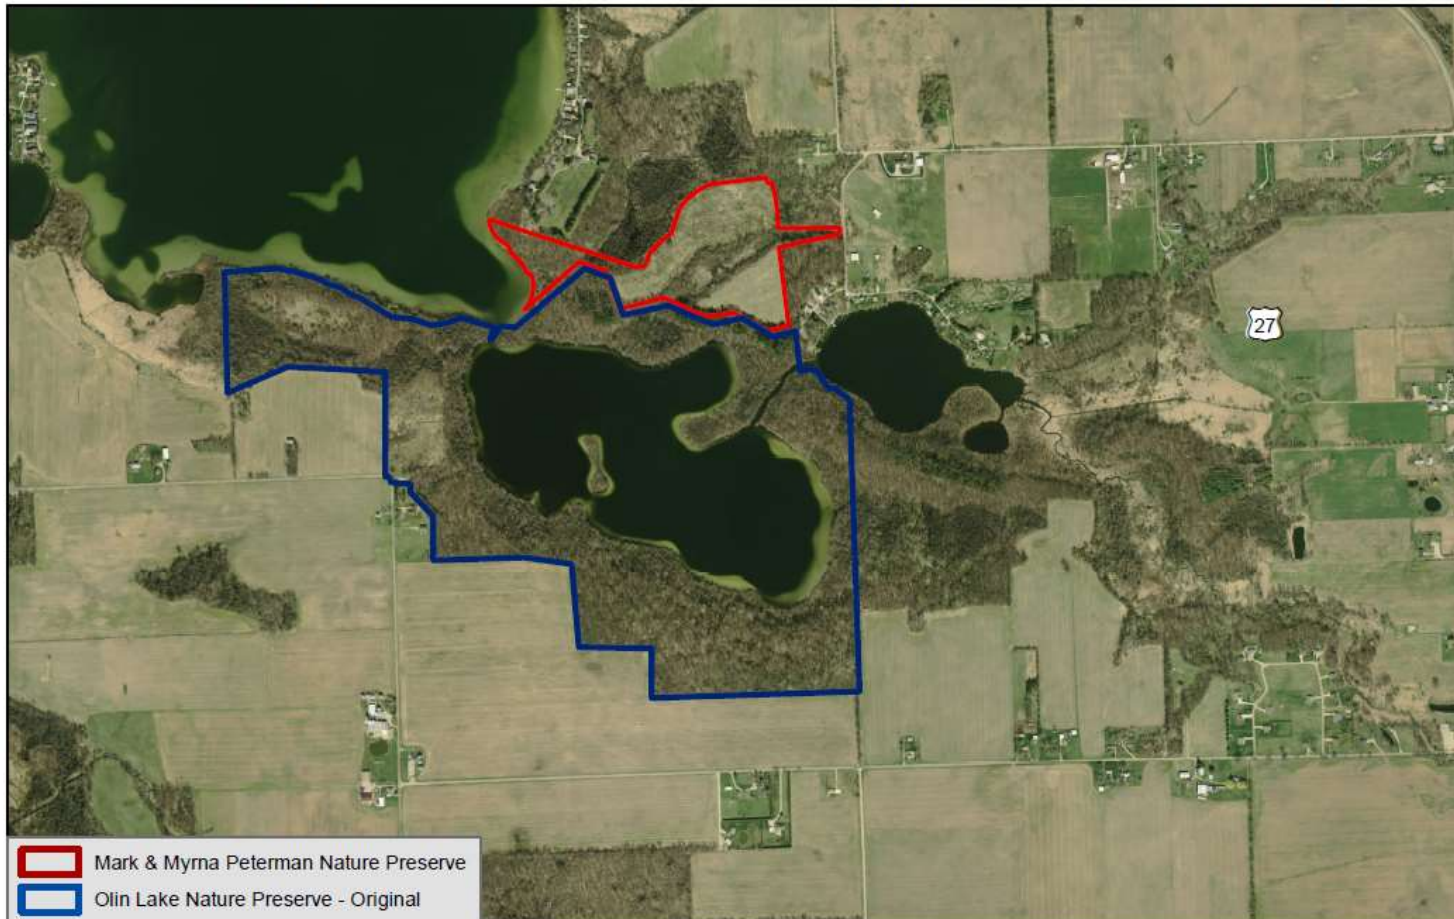 27
Mark & Myrna Peterman Nature Preserve
Olin Lake Nature Preserve - Original